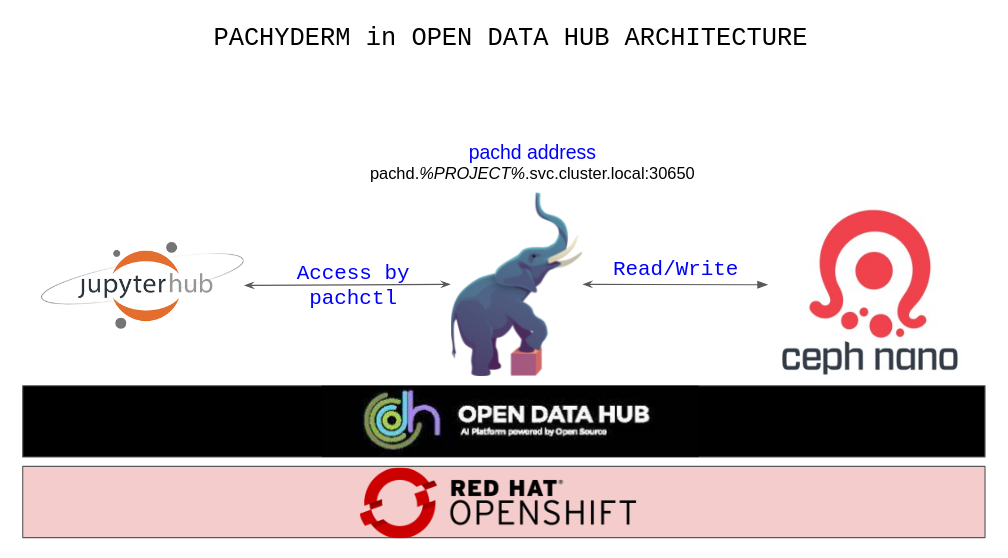 PACHYDERM in OPEN DATA HUB ARCHITECTURE
pachd address
pachd.%PROJECT%.svc.cluster.local:30650
jupyterhub
Access by
pachctl
Read/Write
ceph nano
OPEN DATA HUB
AI Platform powered by Open Source
RED HAT®
OPENSHIFT